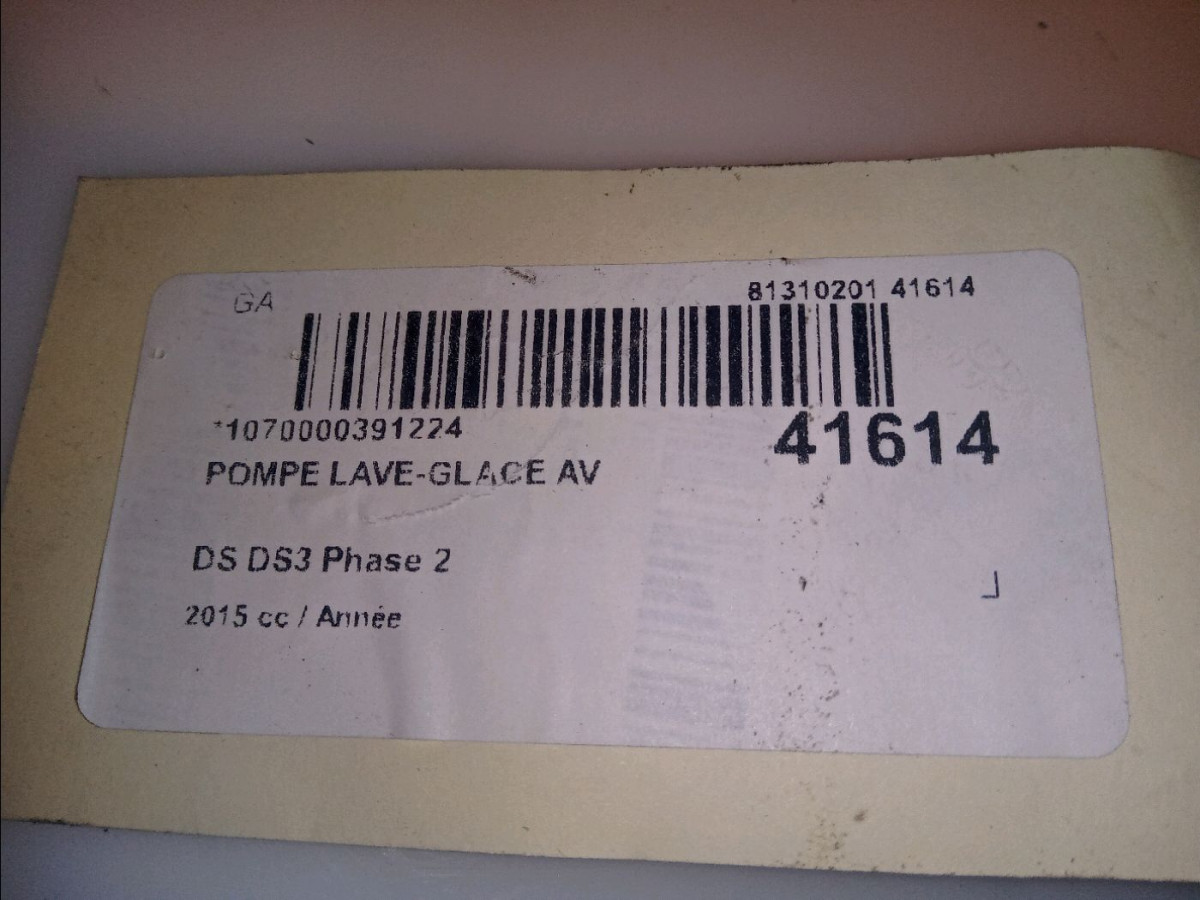 GA
81310201 41614
*1070000391224
41614
POMPE LAVE-GLACE AV
DS DS3 Phase 2
2015 cc / Année